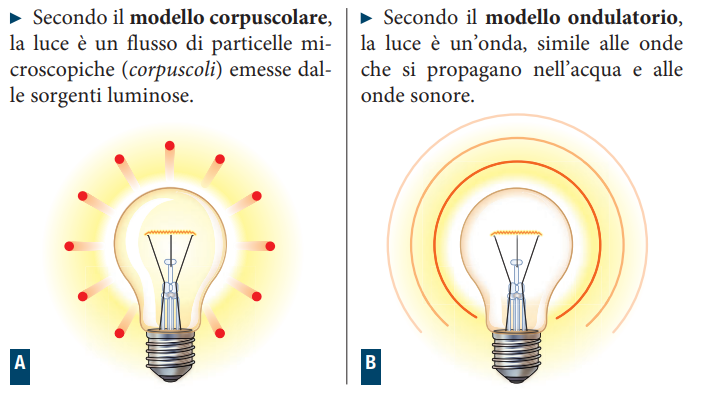 ► Secondo il modello corpuscolare,
la luce è un flusso di particelle mi-
croscopiche (corpuscoli) emesse dal-
le sorgenti luminose.
► Secondo il modello ondulatorio,
la luce è un'onda, simile alle onde
che si propagano nell'acqua e alle
onde sonore.
A
B